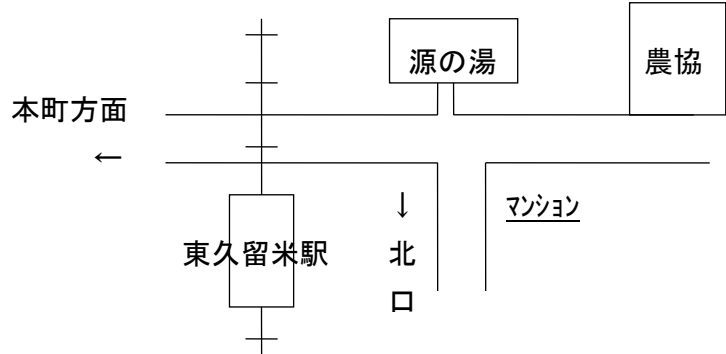 源の湯
農協
本町方面
←
↓
マンション
東久留米駅
北
口